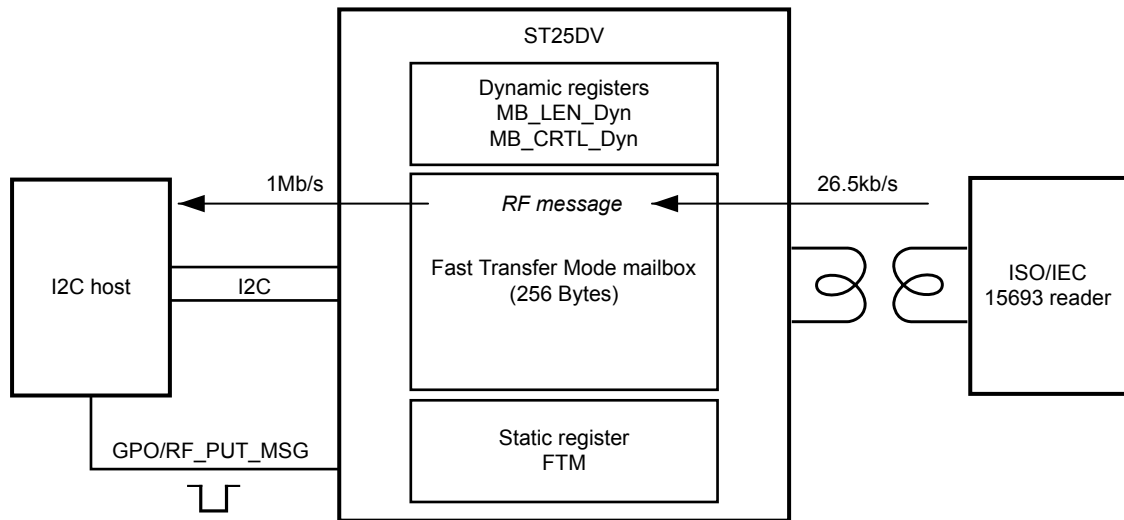 ST25DV
Dynamic registers
MB_LEN_Dyn
MB_CRTL_Dyn
1Mb/s
RF message
26.5kb/s
I2C host
I2C
Fast Transfer Mode mailbox
(256 Bytes)
ISO/IEC
15693 reader
GPO/RF_PUT_MSG
Static register
FTM